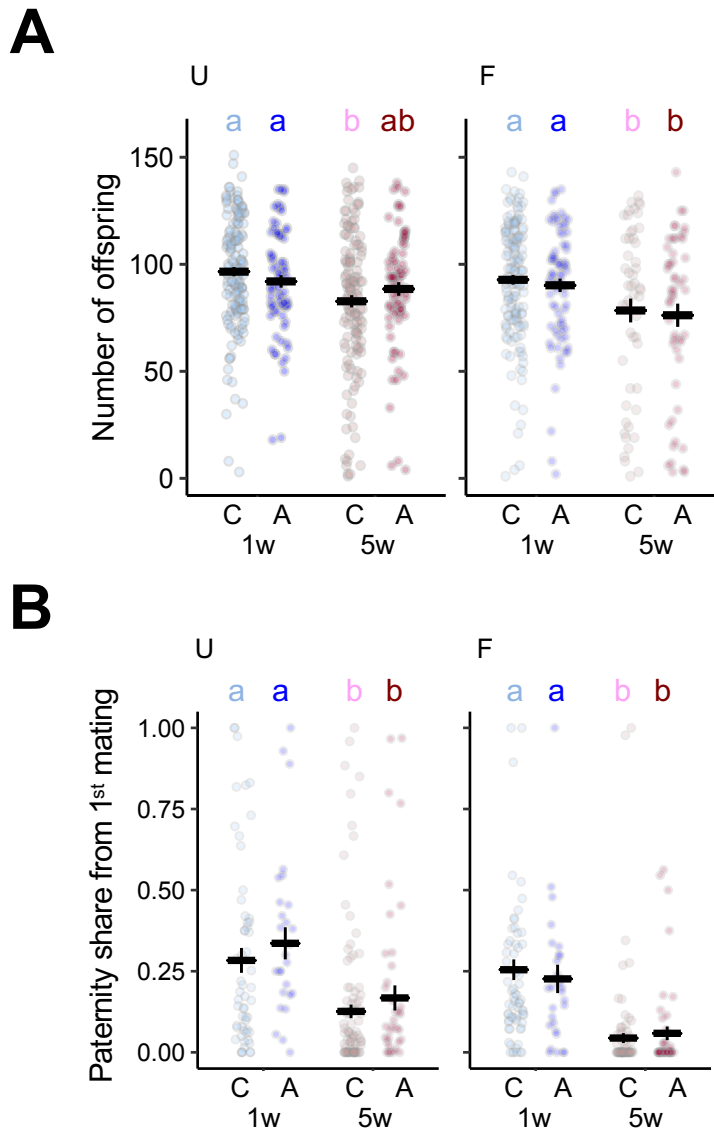 A
U F
a a b ab a a b b
Number of offspring
150
100
50
0
C A C A C A C A
1w 5w 1w 5w
B
U F
a a b b a a b b
Paternity share from 1st mating
1.00
0.75
0.50
0.25
0.00
C A C A C A C A
1w 5w 1w 5w